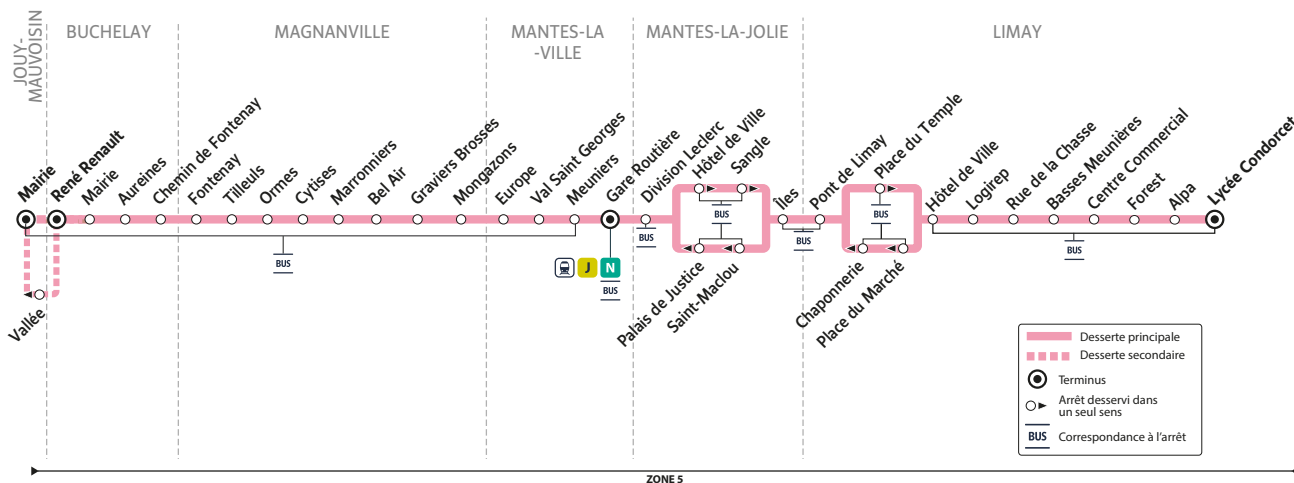 JOUY-
MAUVOISIN
BUCHELAY
MAGNANVILLE
MANTES-LA
-VILLE
MANTES-LA-JOLIE
LIMAY
Mairie
René Renault
Mairie
Aureines
Chemin de Fontenay
Fontenay
Tilleuls
Ormes
Cytises
Marronniers
Bel Air
Graviers Brosses
Mongazons
Europe
Val Saint Georges
Meuniers
Gare Routière
Division Leclerc
Hôtel de Ville
Sangle
Îles
Pont de Limay
Place du Temple
Hôtel de Ville
Logirep
Rue de la Chasse
Basses Meunières
Centre Commercial
Forest
Alpa
Lycée Condorcet
BUS
BUS
BUS
BUS
BUS
BUS
BUS
J
N
BUS
Vallée
Palais de Justice
Saint-Maclou
Chaponnerie
Place du Marché
Desserte principale
Desserte secondaire
Terminus
Arrêt desservi dans
un seul sens
BUS
Correspondance à l'arrêt
ZONE 5